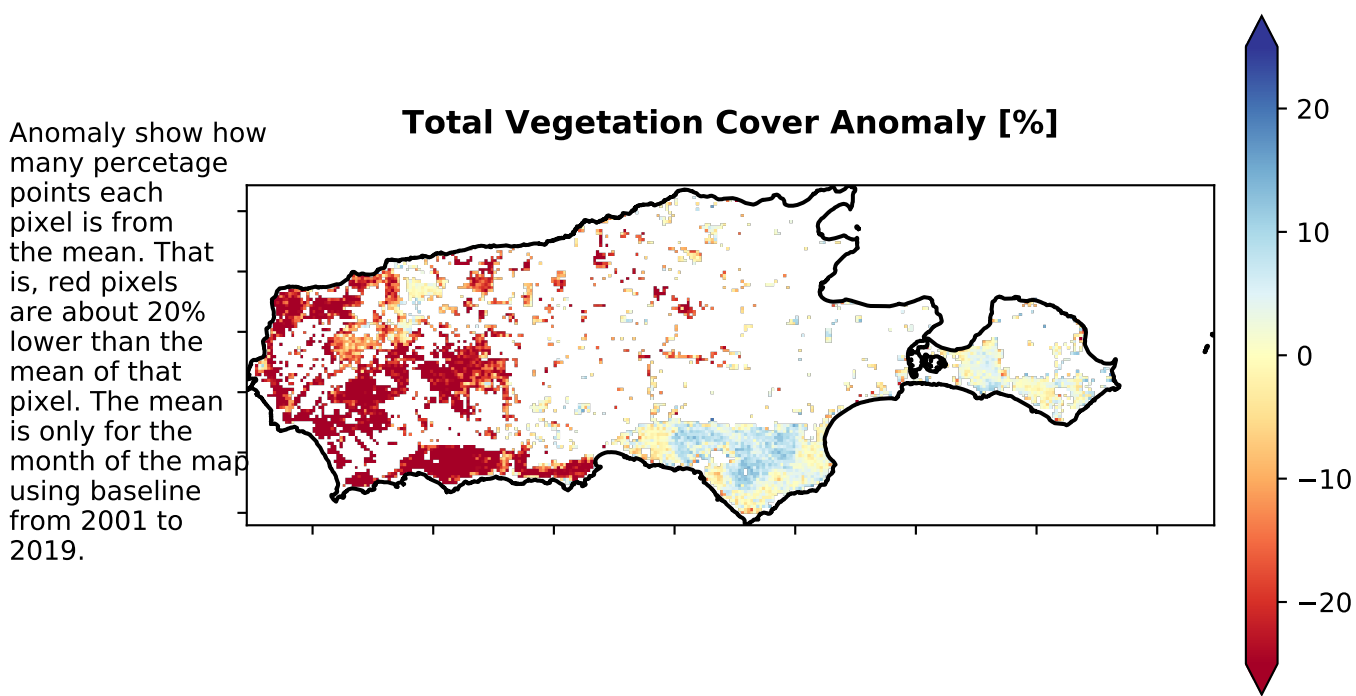 Total Vegetation Cover Anomaly [%]
Anomaly show how
many percetage
points each
pixel is from
the mean. That
is, red pixels
are about 20%
lower than the
mean of that
pixel. The mean
is only for the
month of the map
using baseline
from 2001 to
2019.
20
10
0
−10
−20